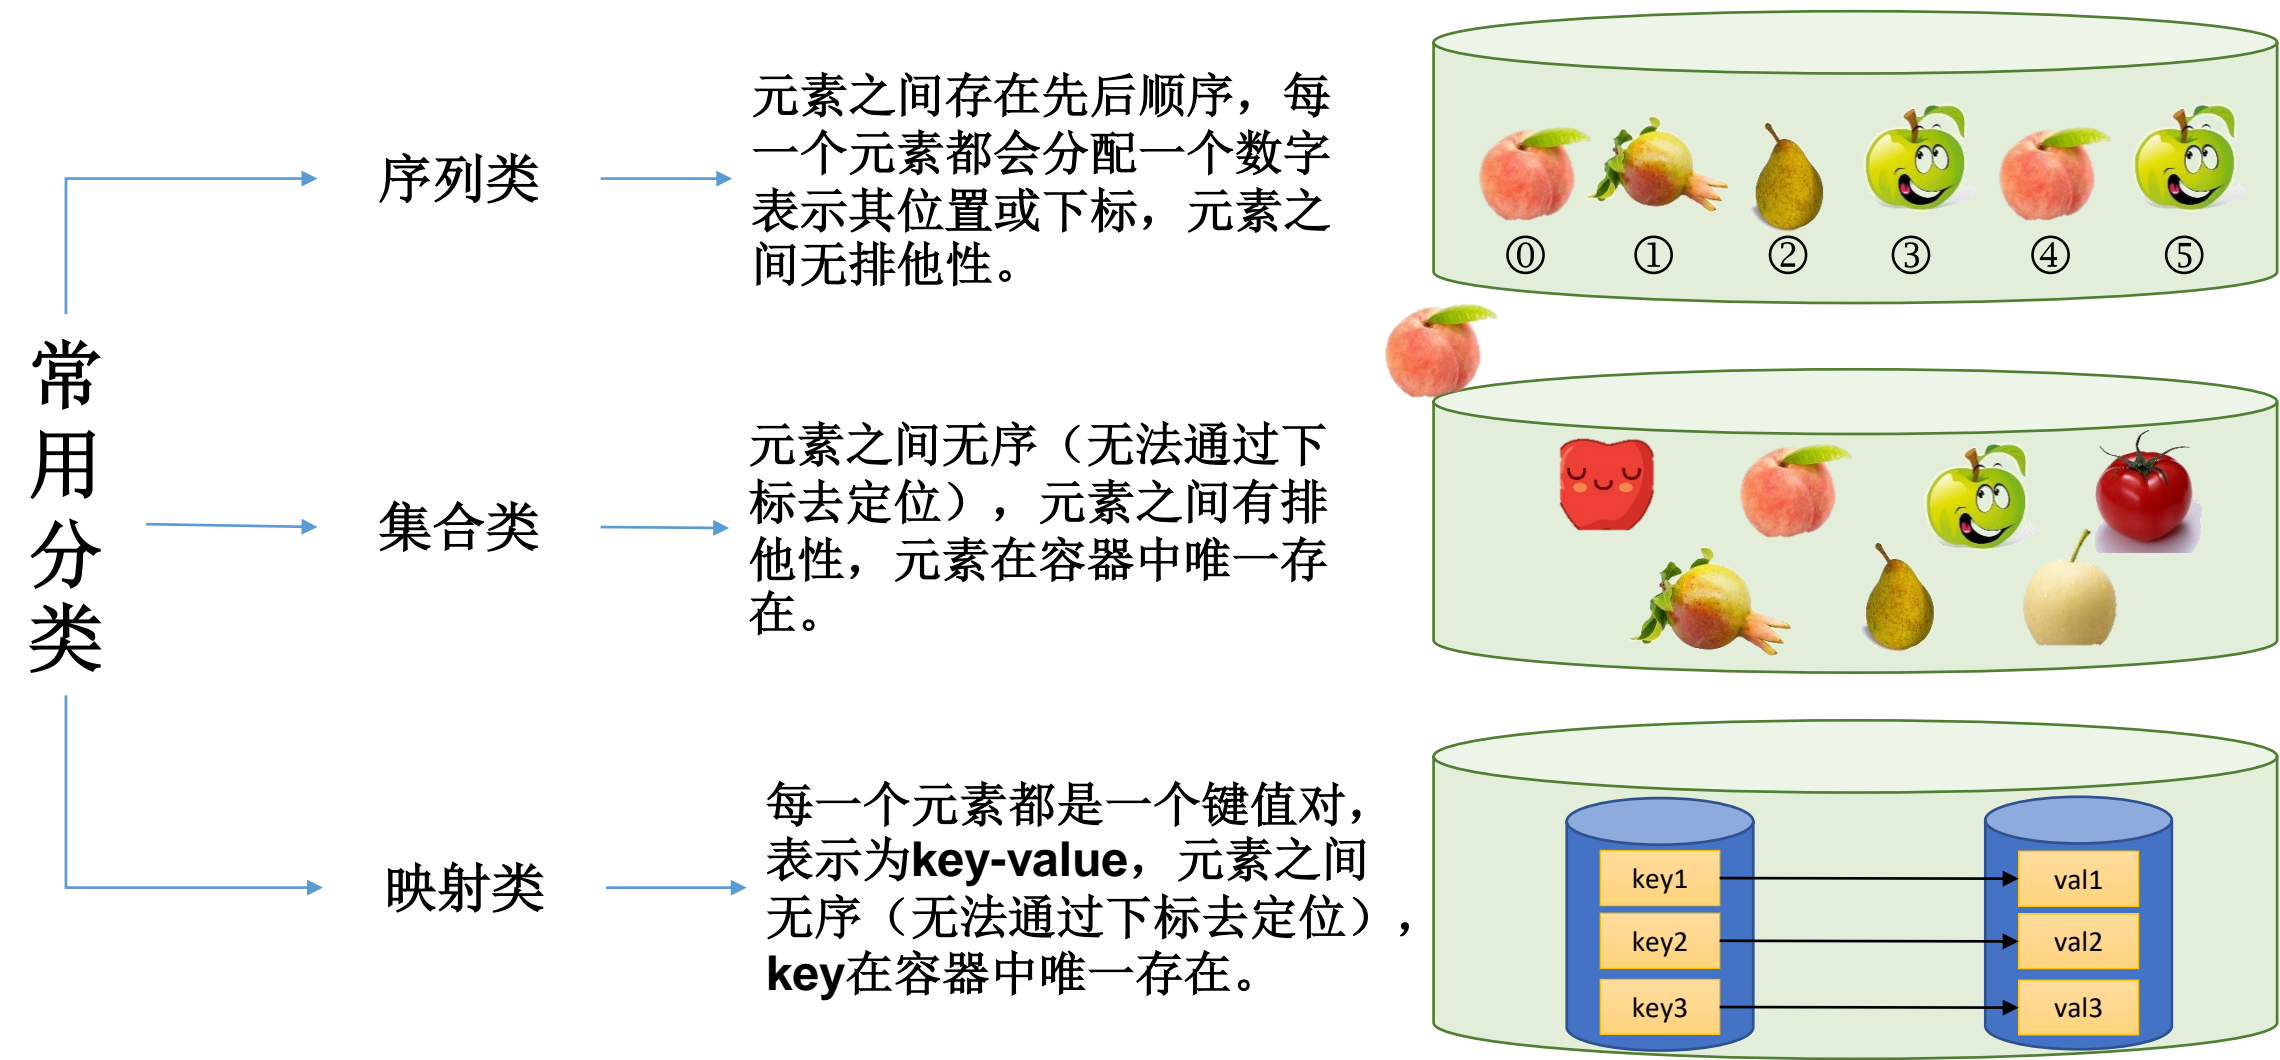 常用分类
序列类
元素之间存在先后顺序，每
一个元素都会分配一个数字
表示其位置或下标，元素之
间无排他性。
⓪ ① ② ③ ④ ⑤
集合类
元素之间无序（无法通过下
标去定位），元素之间有排
他性，元素在容器中唯一存
在。
映射类
每一个元素都是一个键值对，
表示为key-value，元素之间
无序（无法通过下标去定位），
key在容器中唯一存在。
key1 val1
key2 val2
key3 val3